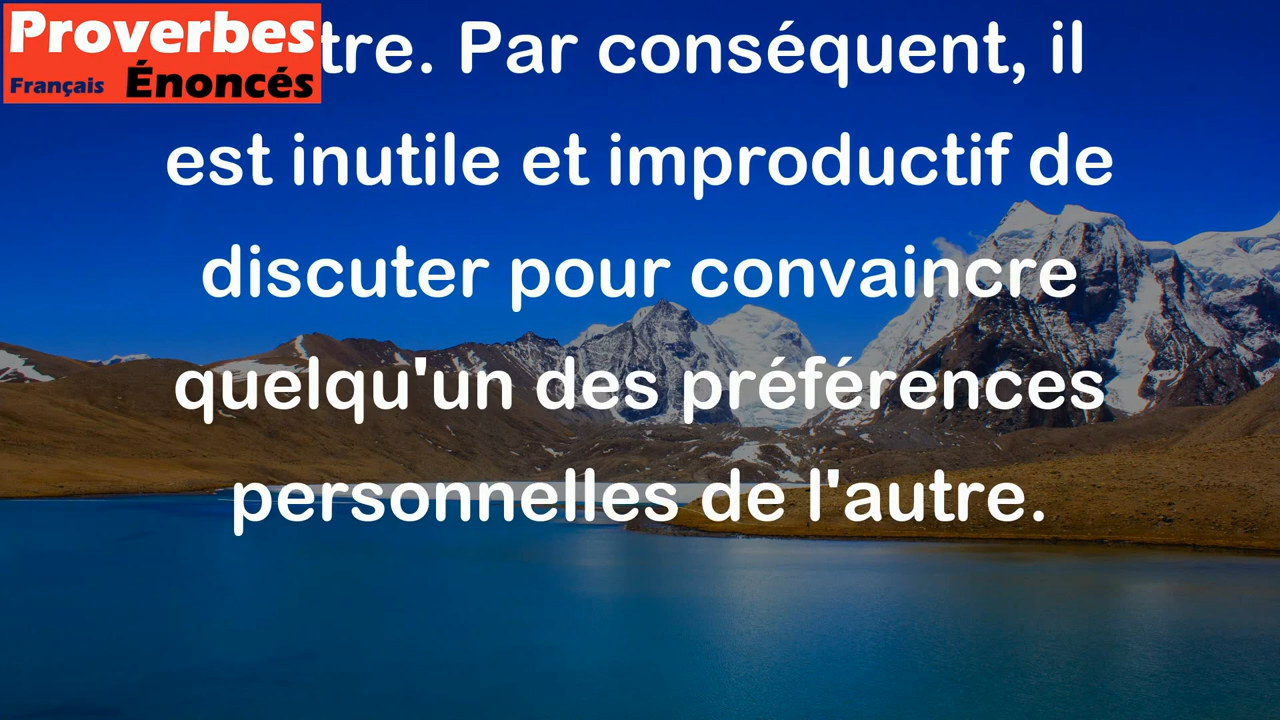 Proverbes
Français Énoncés
tre. Par conséquent, il
est inutile et improductif de
discuter pour convaincre
quelqu'un des préférences
personnelles de l'autre.